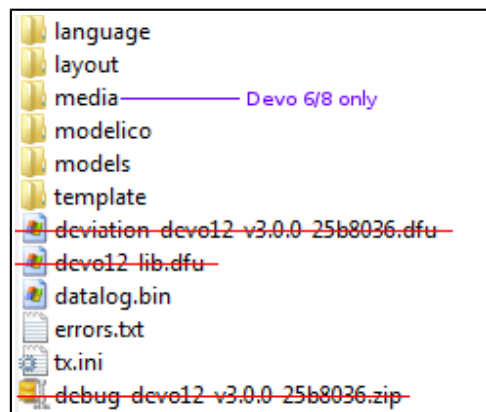 language
layout
media Devo 6/8 only
modelico
models
template
deviation devo12 v3.0.0 25b8036.dfu
devo12 lib.dfu
datalog.bin
errors.txt
tx.ini
debug devo12 v3.0.0 25b8036.zip